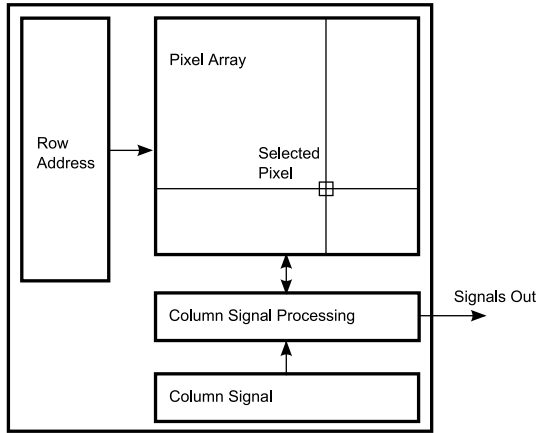 Pixel Array
Row
Address
Selected
Pixel
Column Signal Processing
Signals Out
Column Signal